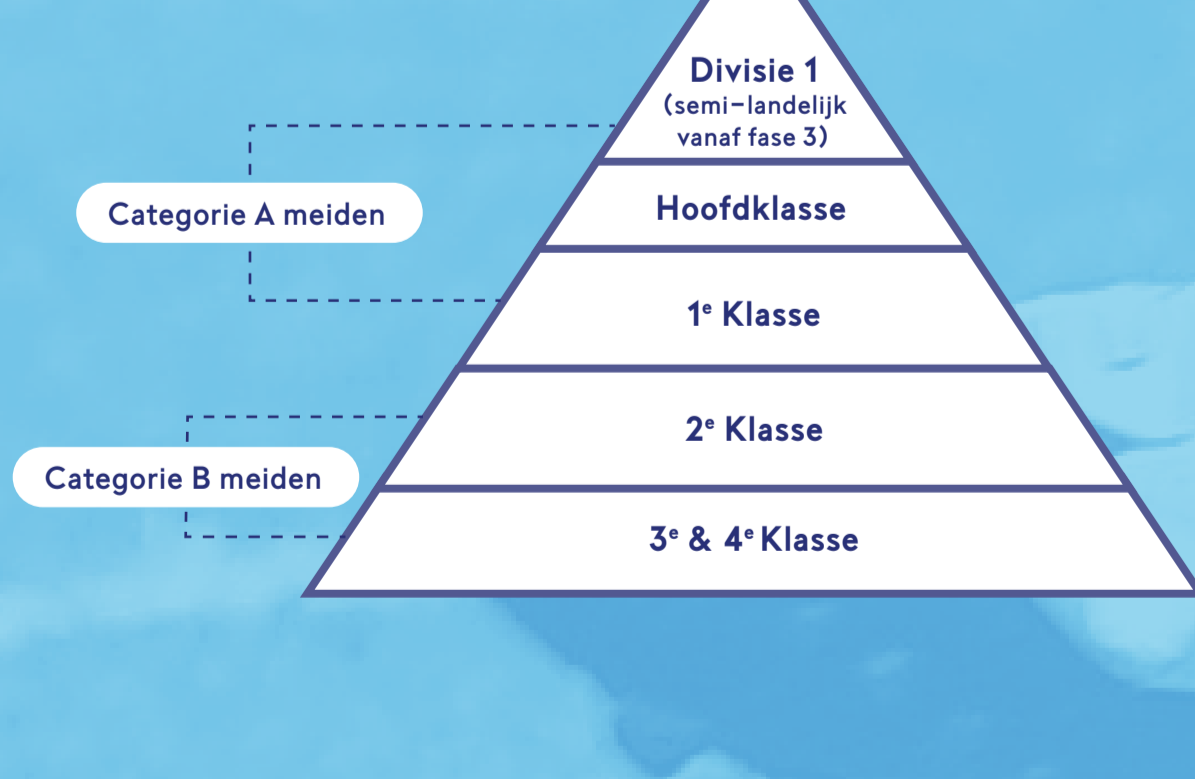 Divisie 1
(semi-landelijk
vanaf fase 3)
Categorie A meiden
Hoofdklasse
1ᵉ Klasse
2ᵉ Klasse
Categorie B meiden
3ᵉ & 4ᵉ Klasse